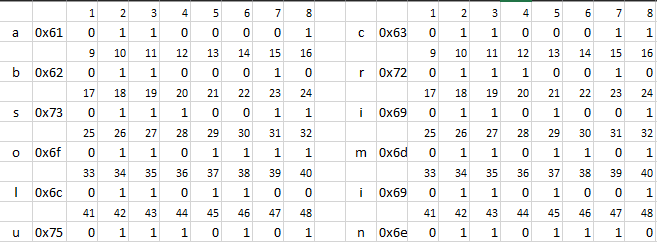 1 2 3 4 5 6 7 8 1 2 3 4 5 6 7 8
a 0x61 0 1 1 0 0 0 0 1 c 0x63 0 1 1 0 0 0 1 1
9 10 11 12 13 14 15 16 9 10 11 12 13 14 15 16
b 0x62 0 1 1 0 0 0 1 0 r 0x72 0 1 1 1 0 0 1 0
17 18 19 20 21 22 23 24 17 18 19 20 21 22 23 24
s 0x73 0 1 1 1 0 0 1 1 i 0x69 0 1 1 0 1 0 0 1
25 26 27 28 29 30 31 32 25 26 27 28 29 30 31 32
o 0x6f 0 1 1 0 1 1 1 1 m 0x6d 0 1 1 0 1 1 0 1
33 34 35 36 37 38 39 40 33 34 35 36 37 38 39 40
l 0x6c 0 1 1 0 1 1 0 0 i 0x69 0 1 1 0 1 0 0 1
41 42 43 44 45 46 47 48 41 42 43 44 45 46 47 48
u 0x75 0 1 1 1 0 1 0 1 n 0x6e 0 1 1 0 1 1 1 0